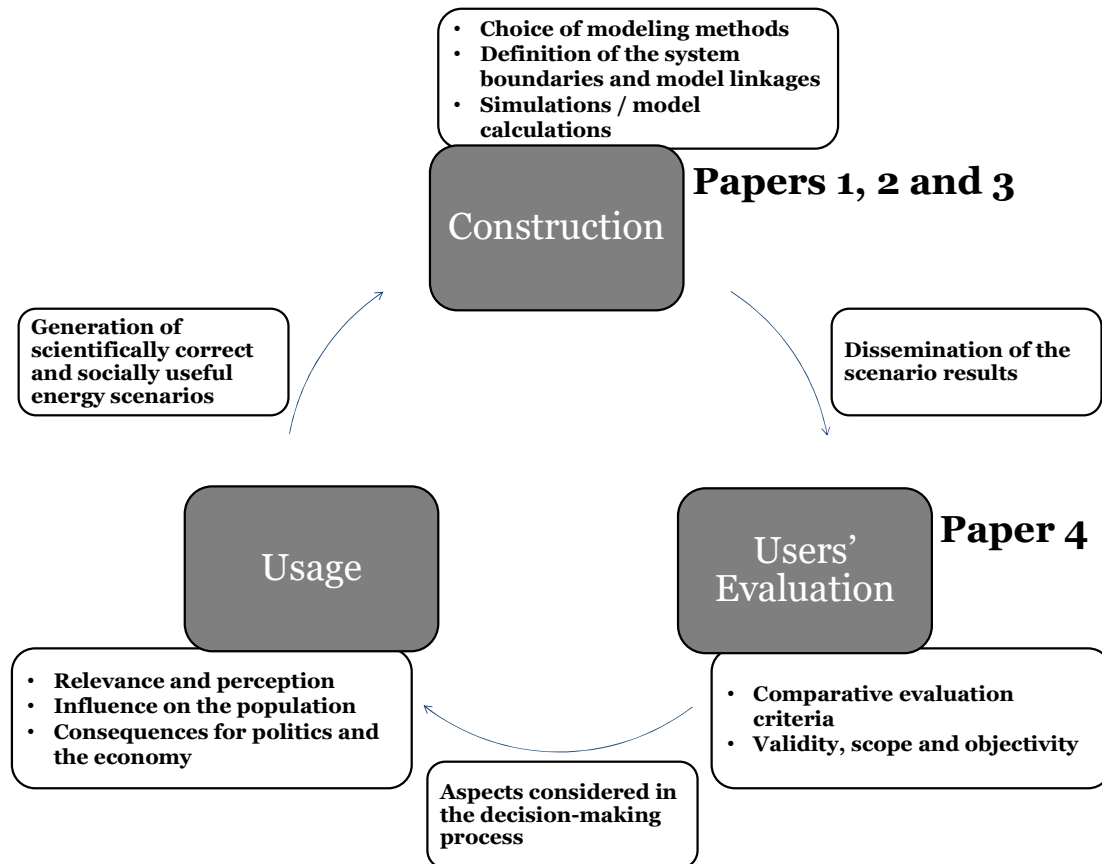 • Choice of modeling methods
• Definition of the system
boundaries and model linkages
• Simulations / model
calculations
Construction
Papers 1, 2 and 3
Generation of
scientifically correct
and socially useful
energy scenarios
Dissemination of the
scenario results
Usage
Users’
Evaluation
Paper 4
• Relevance and perception
• Influence on the population
• Consequences for politics and
the economy
• Comparative evaluation
criteria
• Validity, scope and objectivity
Aspects considered in
the decision-making
process